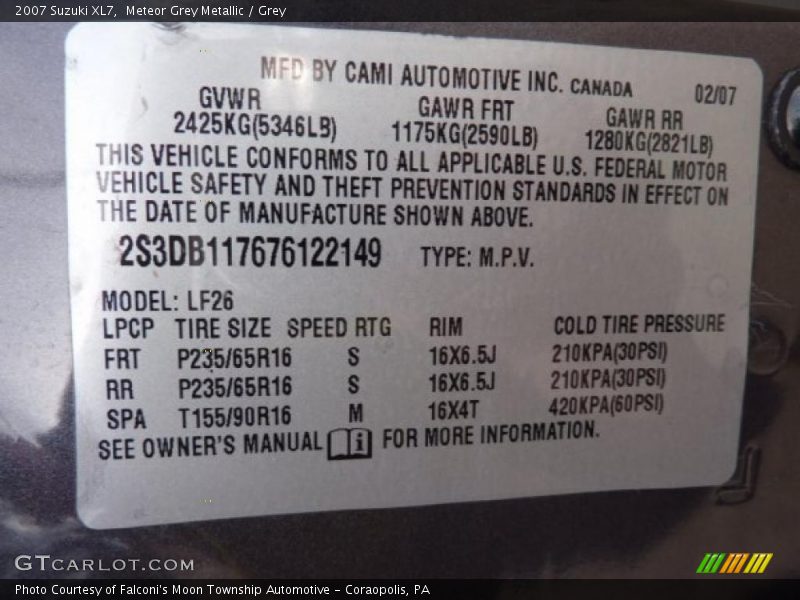 2007 Suzuki XL7,  Meteor Grey Metallic / Grey
MFD BY CAMI AUTOMOTIVE INC. CANADA 02/07
GVWR GAWR FRT GAWR RR
2425KG(5346LB) 1175KG(2590LB) 1280KG(2821LB)
THIS VEHICLE CONFORMS TO ALL APPLICABLE U.S. FEDERAL MOTOR
VEHICLE SAFETY AND THEFT PREVENTION STANDARDS IN EFFECT ON
THE DATE OF MANUFACTURE SHOWN ABOVE.
2S3DB117676122149 TYPE: M.P.V.
MODEL: LF26
LPCP TIRE SIZE SPEED RTG RIM COLD TIRE PRESSURE
FRT P235/65R16 S 16X6.5J 210KPA(30PSI)
RR P235/65R16 S 16X6.5J 210KPA(30PSI)
SPA T155/90R16 M 16X4T 420KPA(60PSI)
SEE OWNER'S MANUAL i FOR MORE INFORMATION.
GTCARLOT.COM
Photo Courtesy of Falconi's Moon Township Automotive - Coraopolis, PA